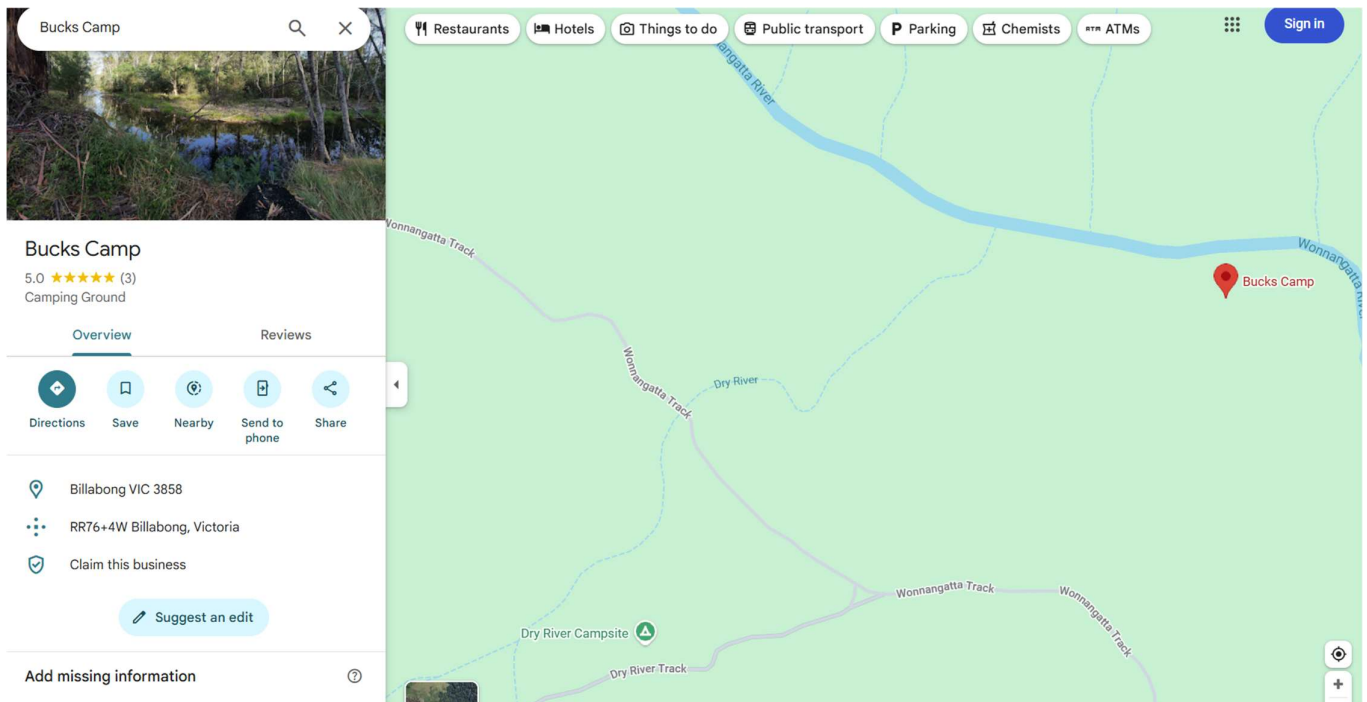 Bucks Camp
Restaurants
Hotels
Things to do
Public transport
Parking
Chemists
ATM ATMs
Sign in
Bucks Camp
5.0 ★★★★★ (3)
Camping Ground
Overview
Reviews
Directions
Save
Nearby
Send to
phone
Share
Billabong VIC 3858
RR76+4W Billabong, Victoria
Claim this business
Suggest an edit
Add missing information
angatta River
Wonnangatta Track
Wonnangatta River
Bucks Camp
Wonnangatta Track
Dry River
Wonnangatta Track
Wonnangatta Track
Dry River Campsite
Dry River Track